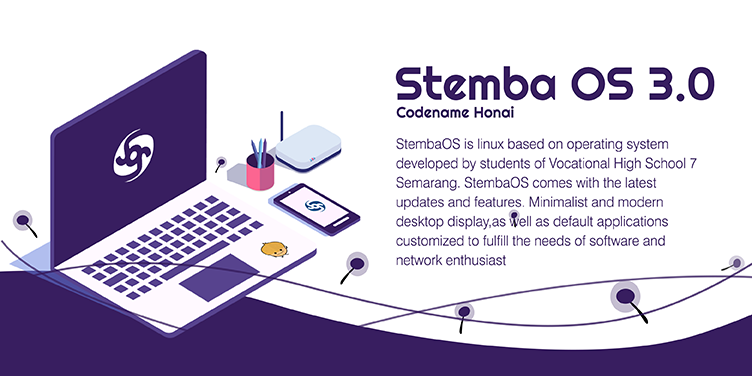 Stemba OS 3.0
Codename Honai
StembaOS is linux based on operating system
developed by students of Vocational High School 7
Semarang. StembaOS comes with the latest
updates and features. Minimalist and modern
desktop display,as well as default applications
customized to fulfill the needs of software and
network enthusiast